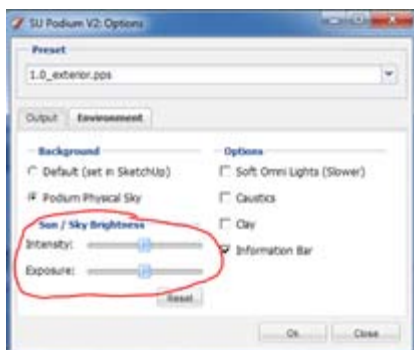 SU Podium V2: Options
Preset
1.0_exterior.pps
Output Environment
Background
Default (set in SketchUp)
Podium Physical Sky
Sun / Sky Brightness
Intensity:
Exposure:
Reset
Options
Soft Omni Lights (Slower)
Caustics
Clay
Information Bar
Ok Close